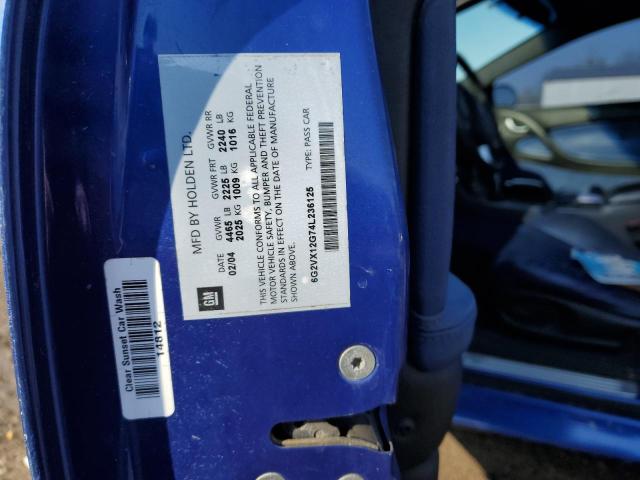 MFD BY HOLDEN LTD.
DATE GVWR GVWR FRT GVWR RR
02/04 4465 LB 2225 LB 2240 LB
2025 KG 1009 KG 1016 KG
THIS VEHICLE CONFORMS TO ALL APPLICABLE FEDERAL
MOTOR VEHICLE SAFETY, BUMPER AND THEFT PREVENTION
STANDARDS IN EFFECT ON THE DATE OF MANUFACTURE
SHOWN ABOVE.
6G2VX12G74L236125 TYPE: PASS CAR
GM
Clear Sunset Car Wash
14812